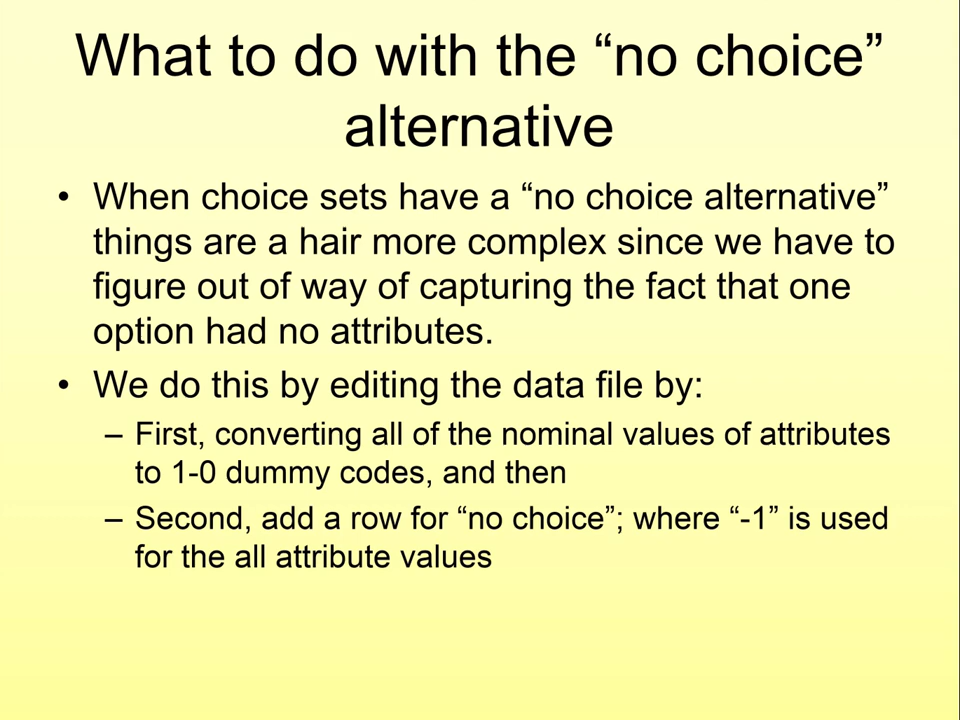 What to do with the “no choice”
alternative
• When choice sets have a “no choice alternative”
things are a hair more complex since we have to
figure out of way of capturing the fact that one
option had no attributes.
• We do this by editing the data file by:
– First, converting all of the nominal values of attributes
to 1-0 dummy codes, and then
– Second, add a row for “no choice”; where “-1” is used
for the all attribute values